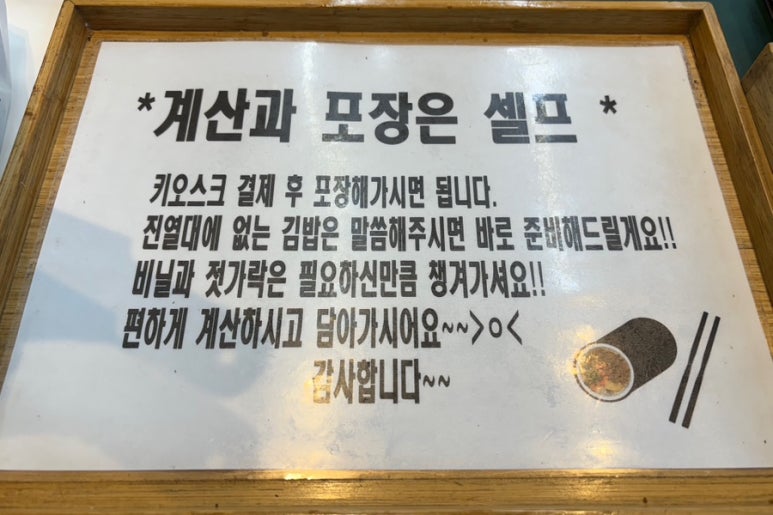 *계산과 포장은 셀프 *
키오스크 결제 후 포장해가시면 됩니다.
진열대에 없는 김밥은 말씀해주시면 바로 준비해드릴게요!!
비닐과 젓가락은 필요하신만큼 챙겨가셔요!!
편하게 계산하시고 담아가시어요~~>ㅇ<
감사합니다~~